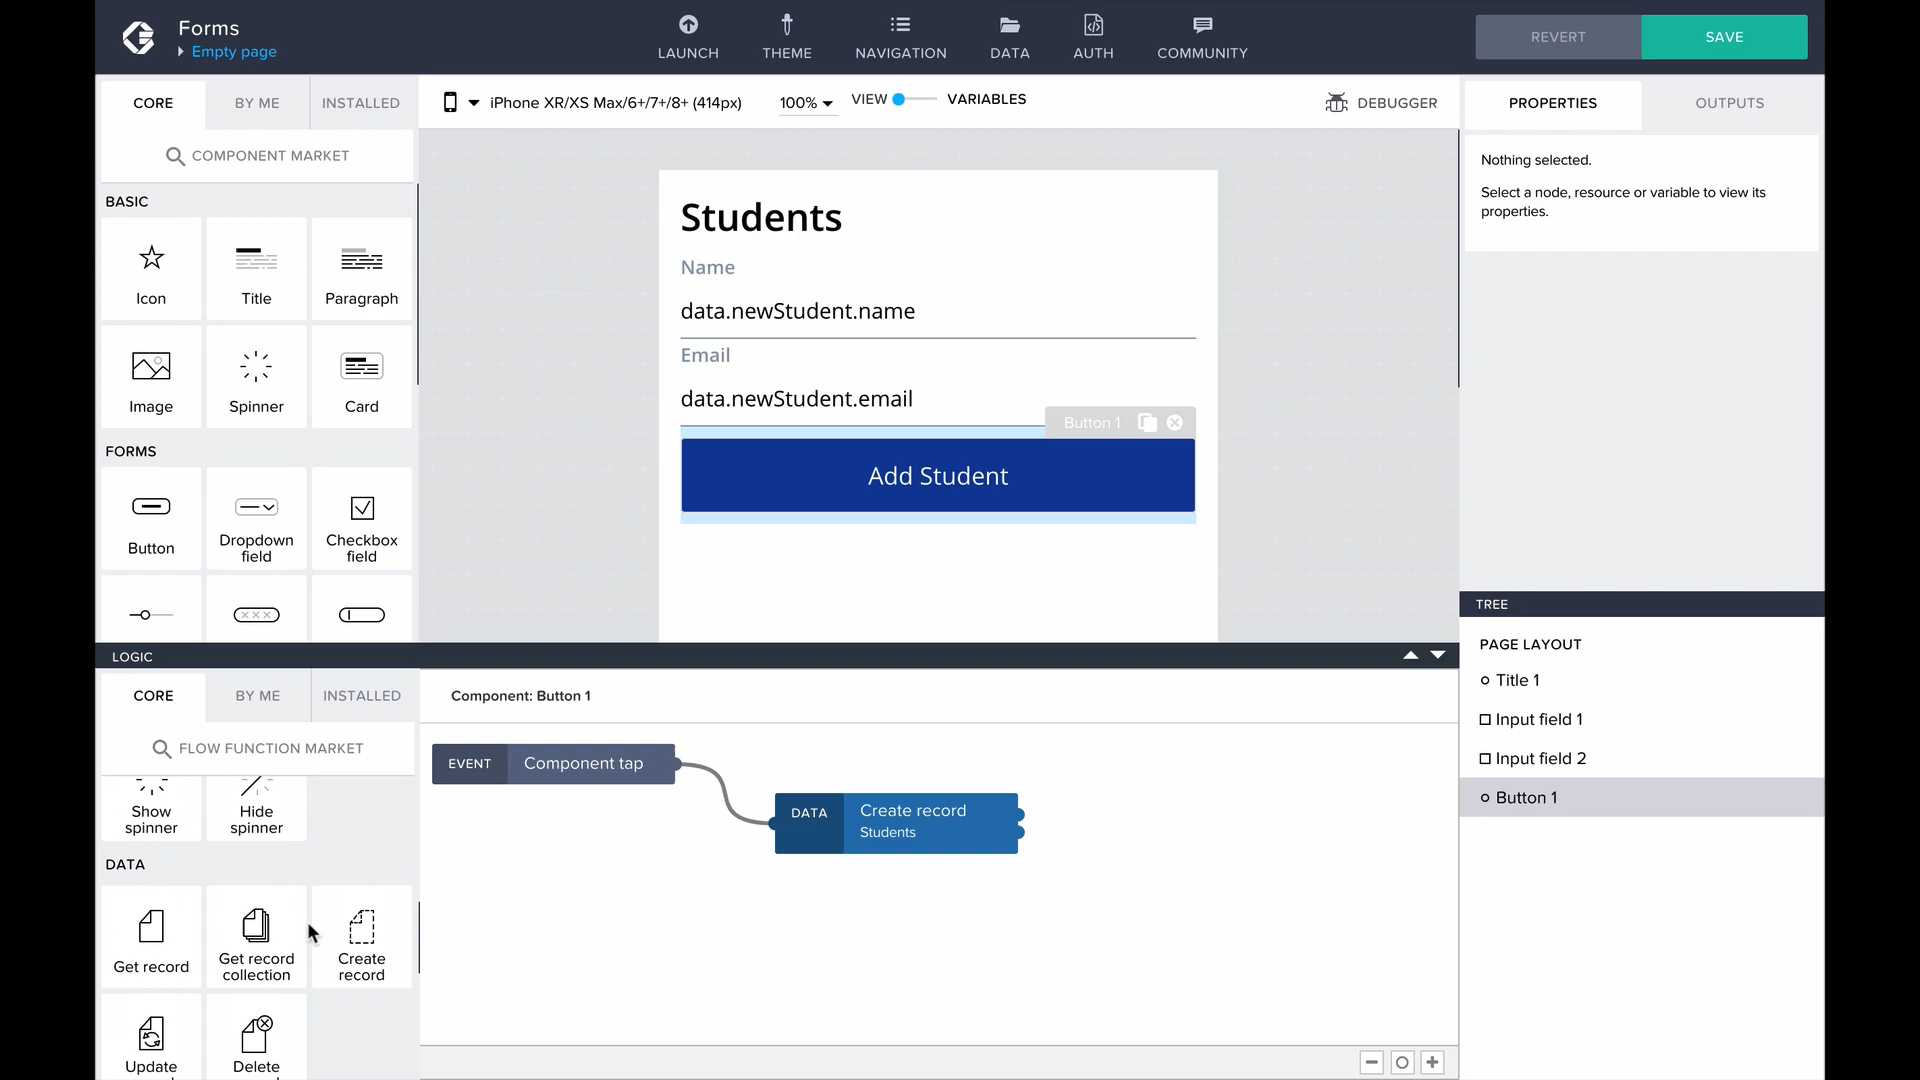 Forms
Empty page
LAUNCH
THEME
NAVIGATION
DATA
AUTH
COMMUNITY
REVERT
SAVE
CORE
BY ME
INSTALLED
COMPONENT MARKET
BASIC
Icon
Title
Paragraph
Image
Spinner
Card
FORMS
Button
Dropdown
field
Checkbox
field
iPhone XR/XS Max/6+/7+/8+ (414px)
100%
VIEW
VARIABLES
DEBUGGER
Students
Name
data.newStudent.name
Email
data.newStudent.email
Button 1
Add Student
PROPERTIES
OUTPUTS
Nothing selected.
Select a node, resource or variable to view its
properties.
TREE
PAGE LAYOUT
Title 1
Input field 1
Input field 2
Button 1
LOGIC
CORE
BY ME
INSTALLED
FLOW FUNCTION MARKET
Show
spinner
Hide
spinner
DATA
Get record
Get record
collection
Create
record
Update
Delete
Component: Button 1
EVENT
Component tap
DATA
Create record
Students